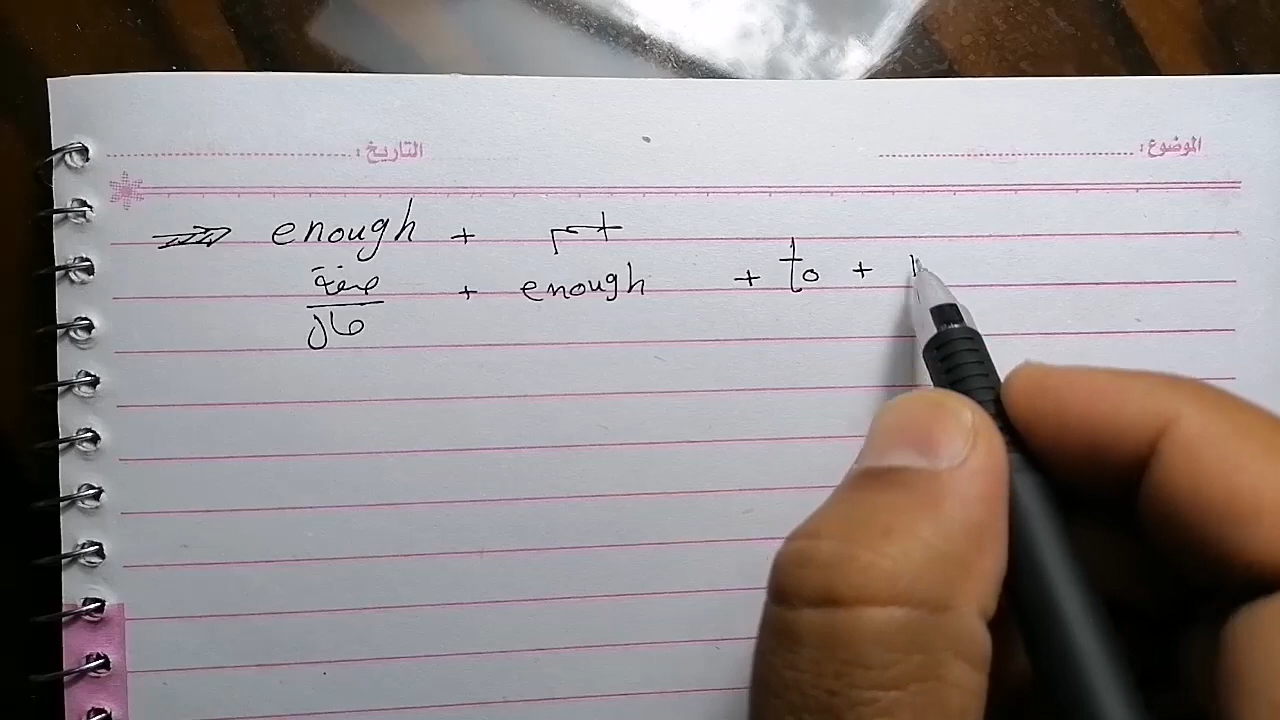 الموضوع: التاريخ:
enough + اسم
صفة + enough + to +
حال